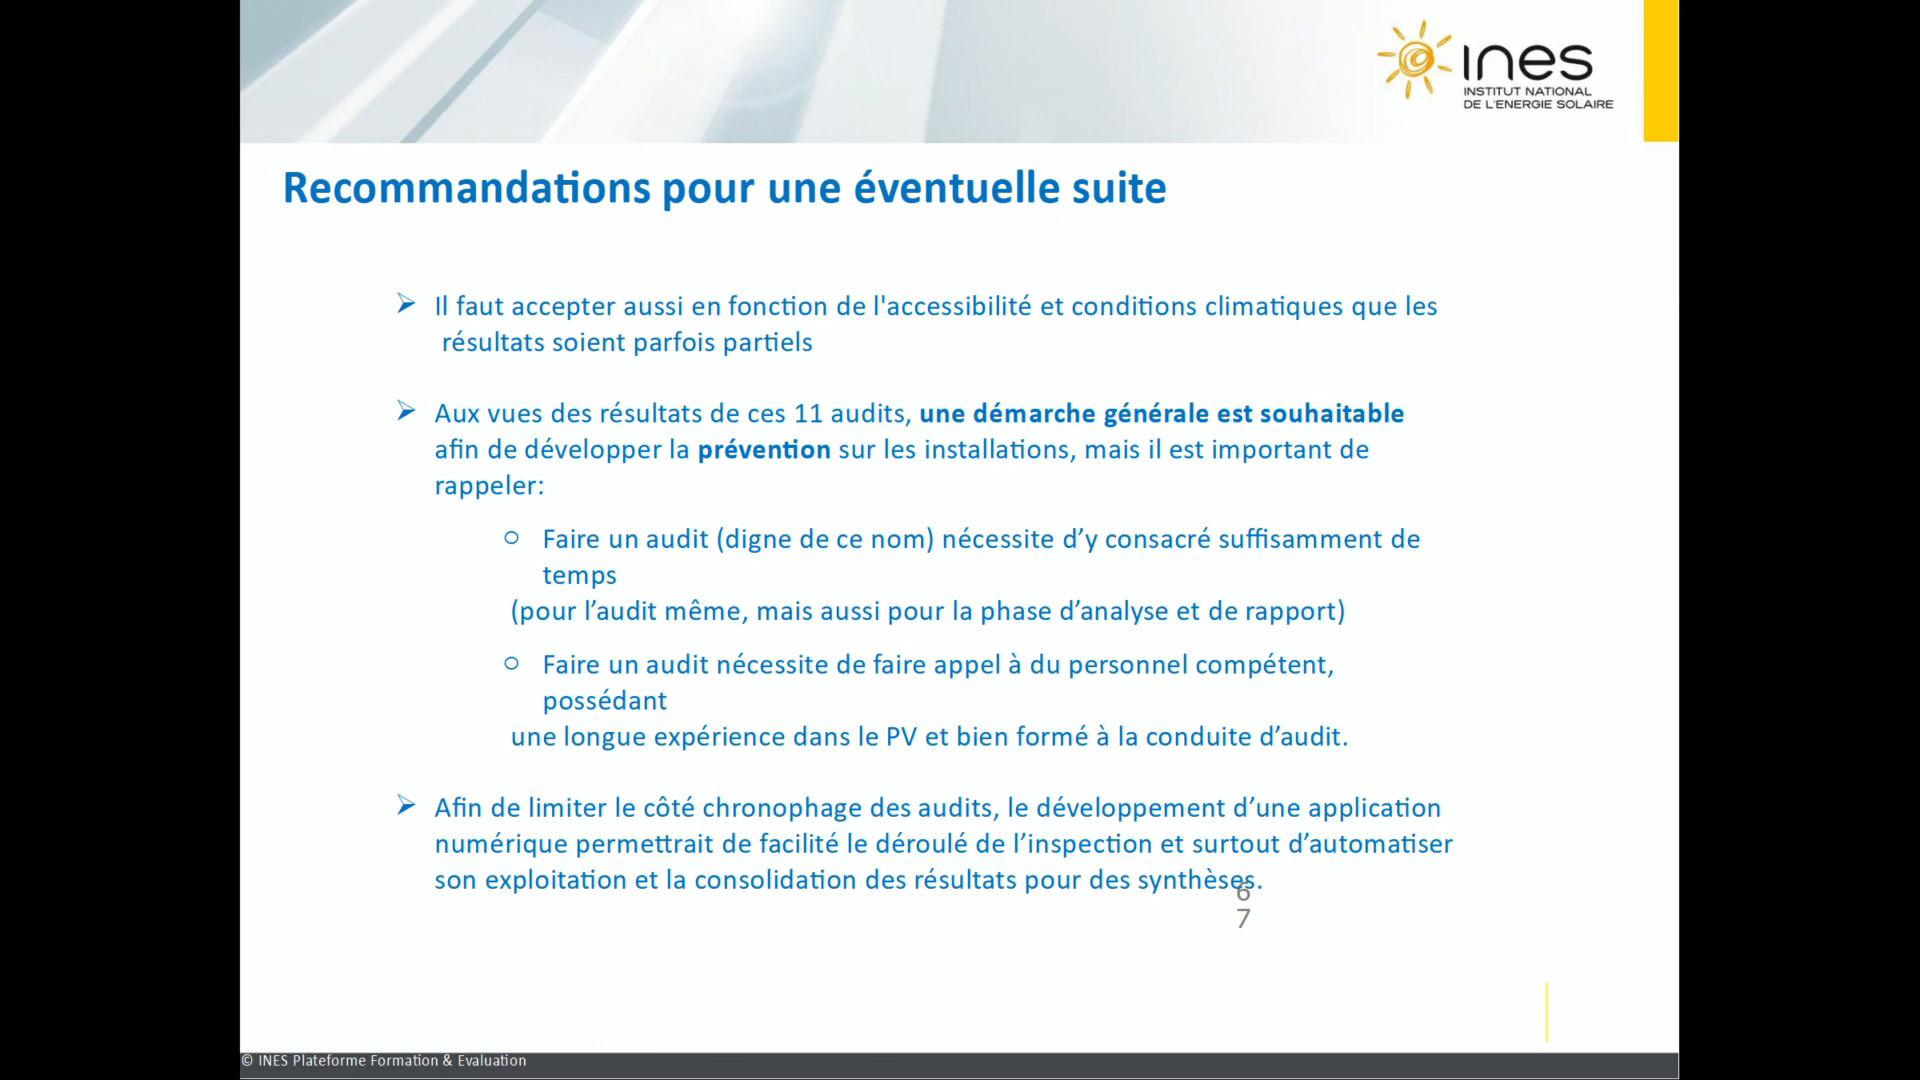 ines
INSTITUT NATIONAL
DE L'ENERGIE SOLAIRE
Recommandations pour une éventuelle suite
Il faut accepter aussi en fonction de l'accessibilité et conditions climatiques que les
résultats soient parfois partiels
Aux vues des résultats de ces 11 audits, une démarche générale est souhaitable
afin de développer la prévention sur les installations, mais il est important de
rappeler:
Faire un audit (digne de ce nom) nécessite d’y consacré suffisamment de
temps
(pour l’audit même, mais aussi pour la phase d’analyse et de rapport)
Faire un audit nécessite de faire appel à du personnel compétent,
possédant
une longue expérience dans le PV et bien formé à la conduite d’audit.
Afin de limiter le côté chronophage des audits, le développement d’une application
numérique permettrait de facilité le déroulé de l’inspection et surtout d’automatiser
son exploitation et la consolidation des résultats pour des synthèses.
6
7
© INES Plateforme Formation & Evaluation